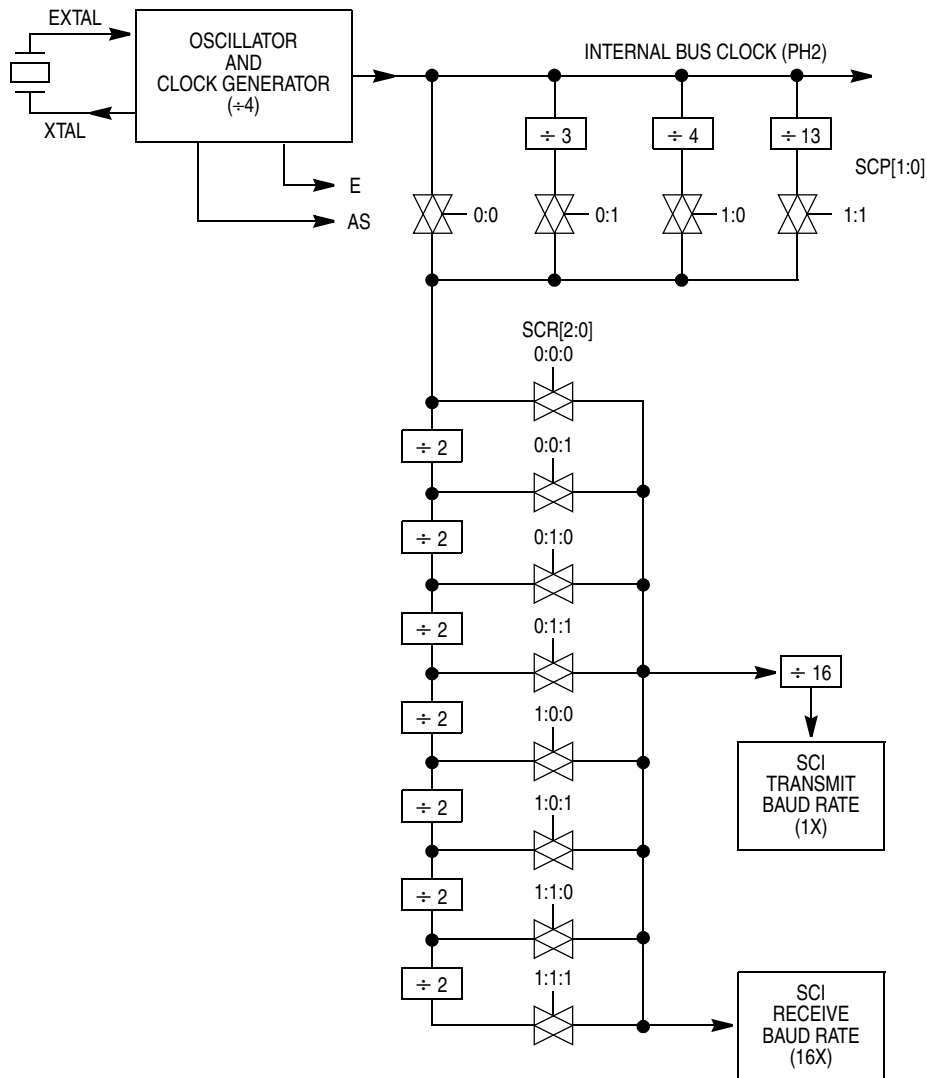 EXTAL
XTAL
OSCILLATOR
AND
CLOCK GENERATOR
(÷4)
E
AS
INTERNAL BUS CLOCK (PH2)
÷ 3
÷ 4
÷ 13
SCP[1:0]
0:0
0:1
1:0
1:1
SCR[2:0]
0:0:0
÷ 2
0:0:1
÷ 2
0:1:0
÷ 2
0:1:1
÷ 16
÷ 2
1:0:0
SCI
TRANSMIT
BAUD RATE
(1X)
÷ 2
1:0:1
÷ 2
1:1:0
÷ 2
1:1:1
SCI
RECEIVE
BAUD RATE
(16X)